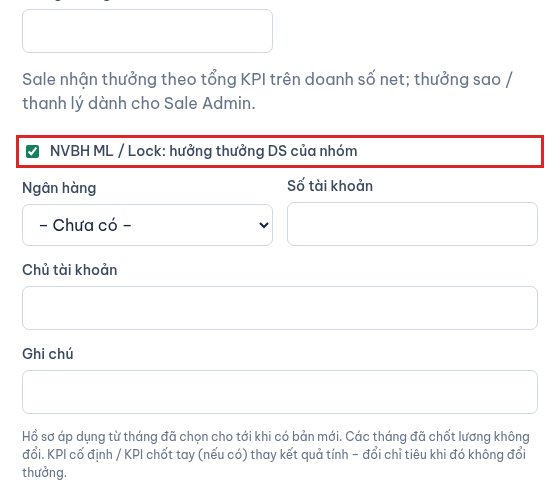 Sale nhận thưởng theo tổng KPI trên doanh số net; thưởng sao /
thanh lý dành cho Sale Admin.
NVBH ML / Lock: hưởng thưởng DS của nhóm
Ngân hàng
Số tài khoản
– Chưa có –
Chủ tài khoản
Ghi chú
Hồ sơ áp dụng từ tháng đã chọn cho tới khi có bản mới. Các tháng đã chốt lương không
đổi. KPI cố định / KPI chốt tay (nếu có) thay kết quả tính – đổi chỉ tiêu khi đó không đổi
thưởng.